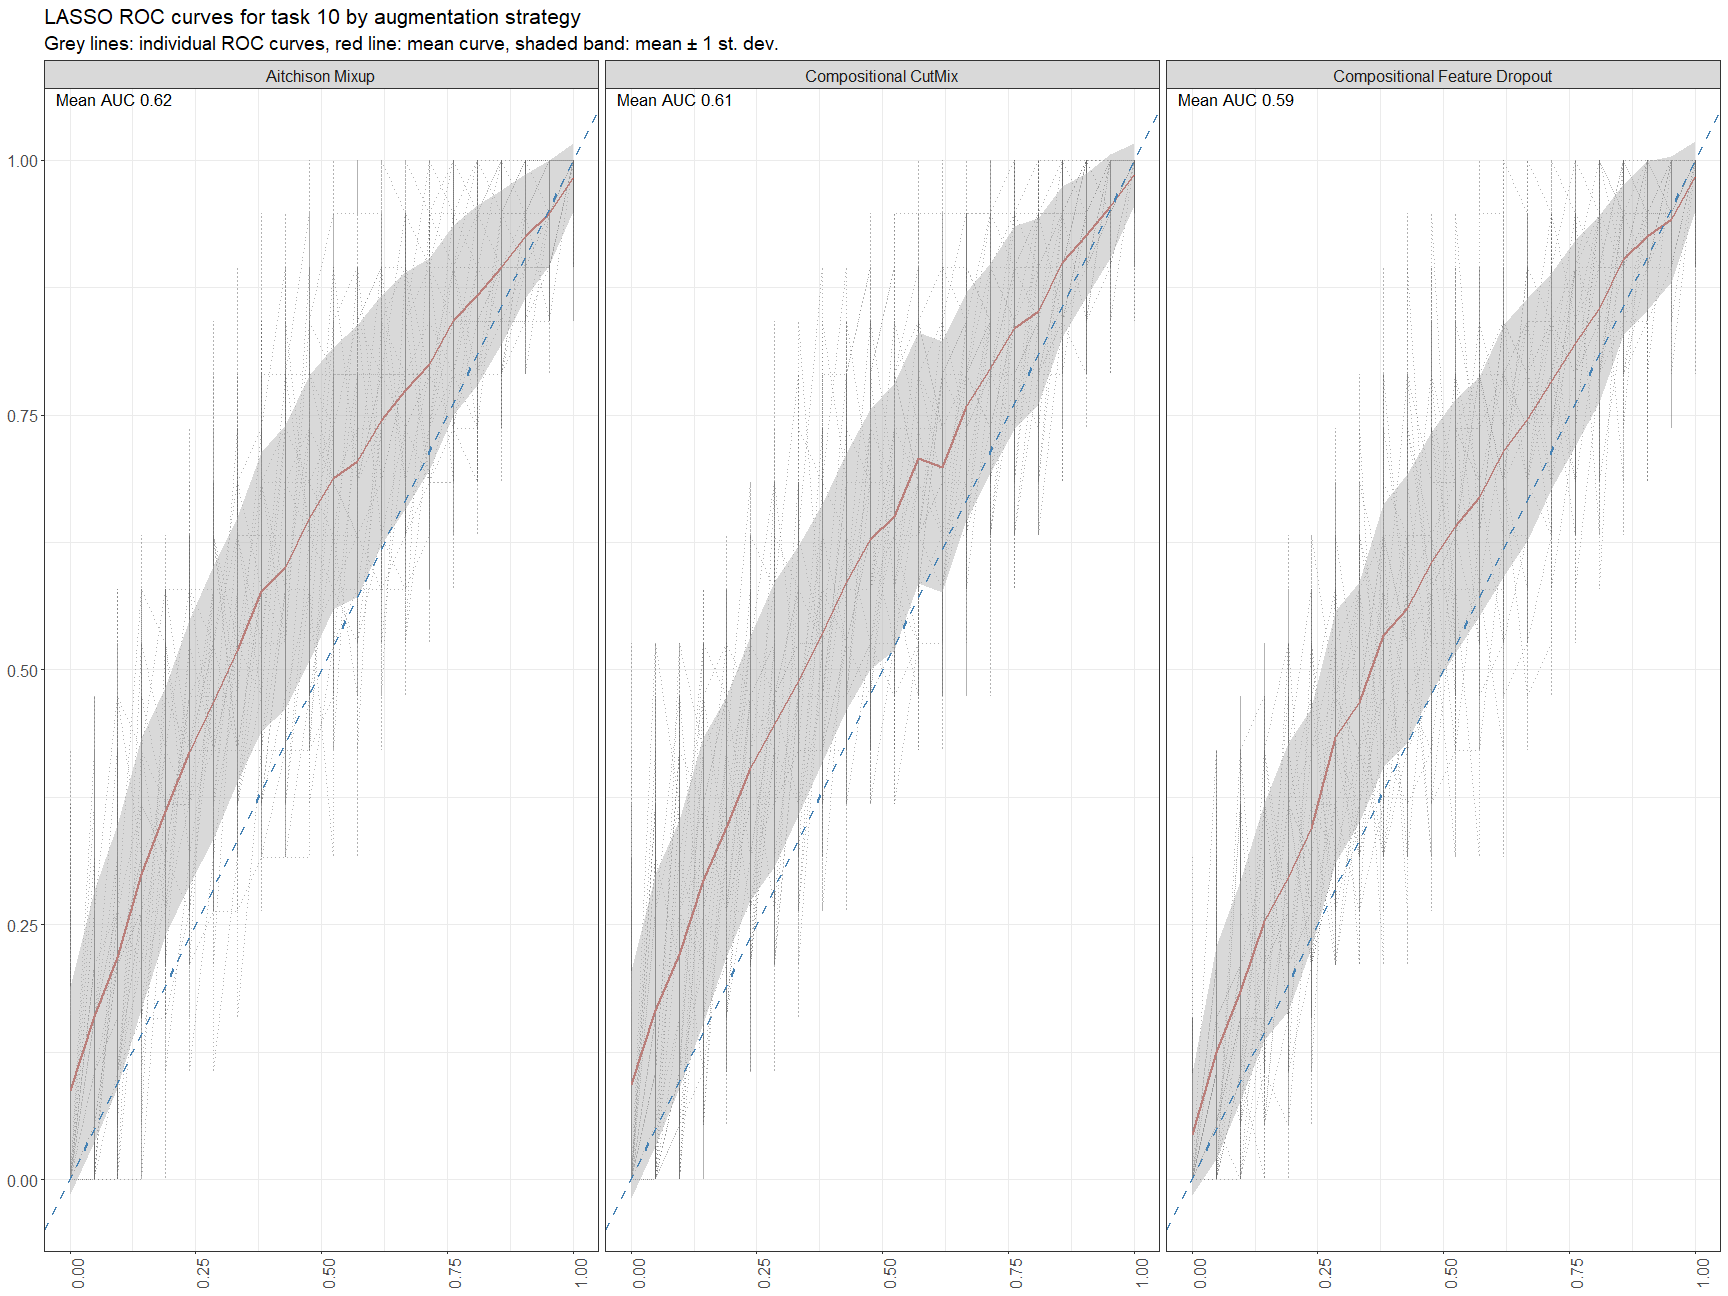 LASSO ROC curves for task 10 by augmentation strategy
Grey lines: individual ROC curves, red line: mean curve, shaded band: mean ± 1 st. dev.
Aitchison Mixup
Compositional CutMix
Compositional Feature Dropout
Mean AUC 0.62
Mean AUC 0.61
Mean AUC 0.59
1.00
0.75
0.50
0.25
0.00
0.00 0.25 0.50 0.75 1.00
0.00 0.25 0.50 0.75 1.00
0.00 0.25 0.50 0.75 1.00